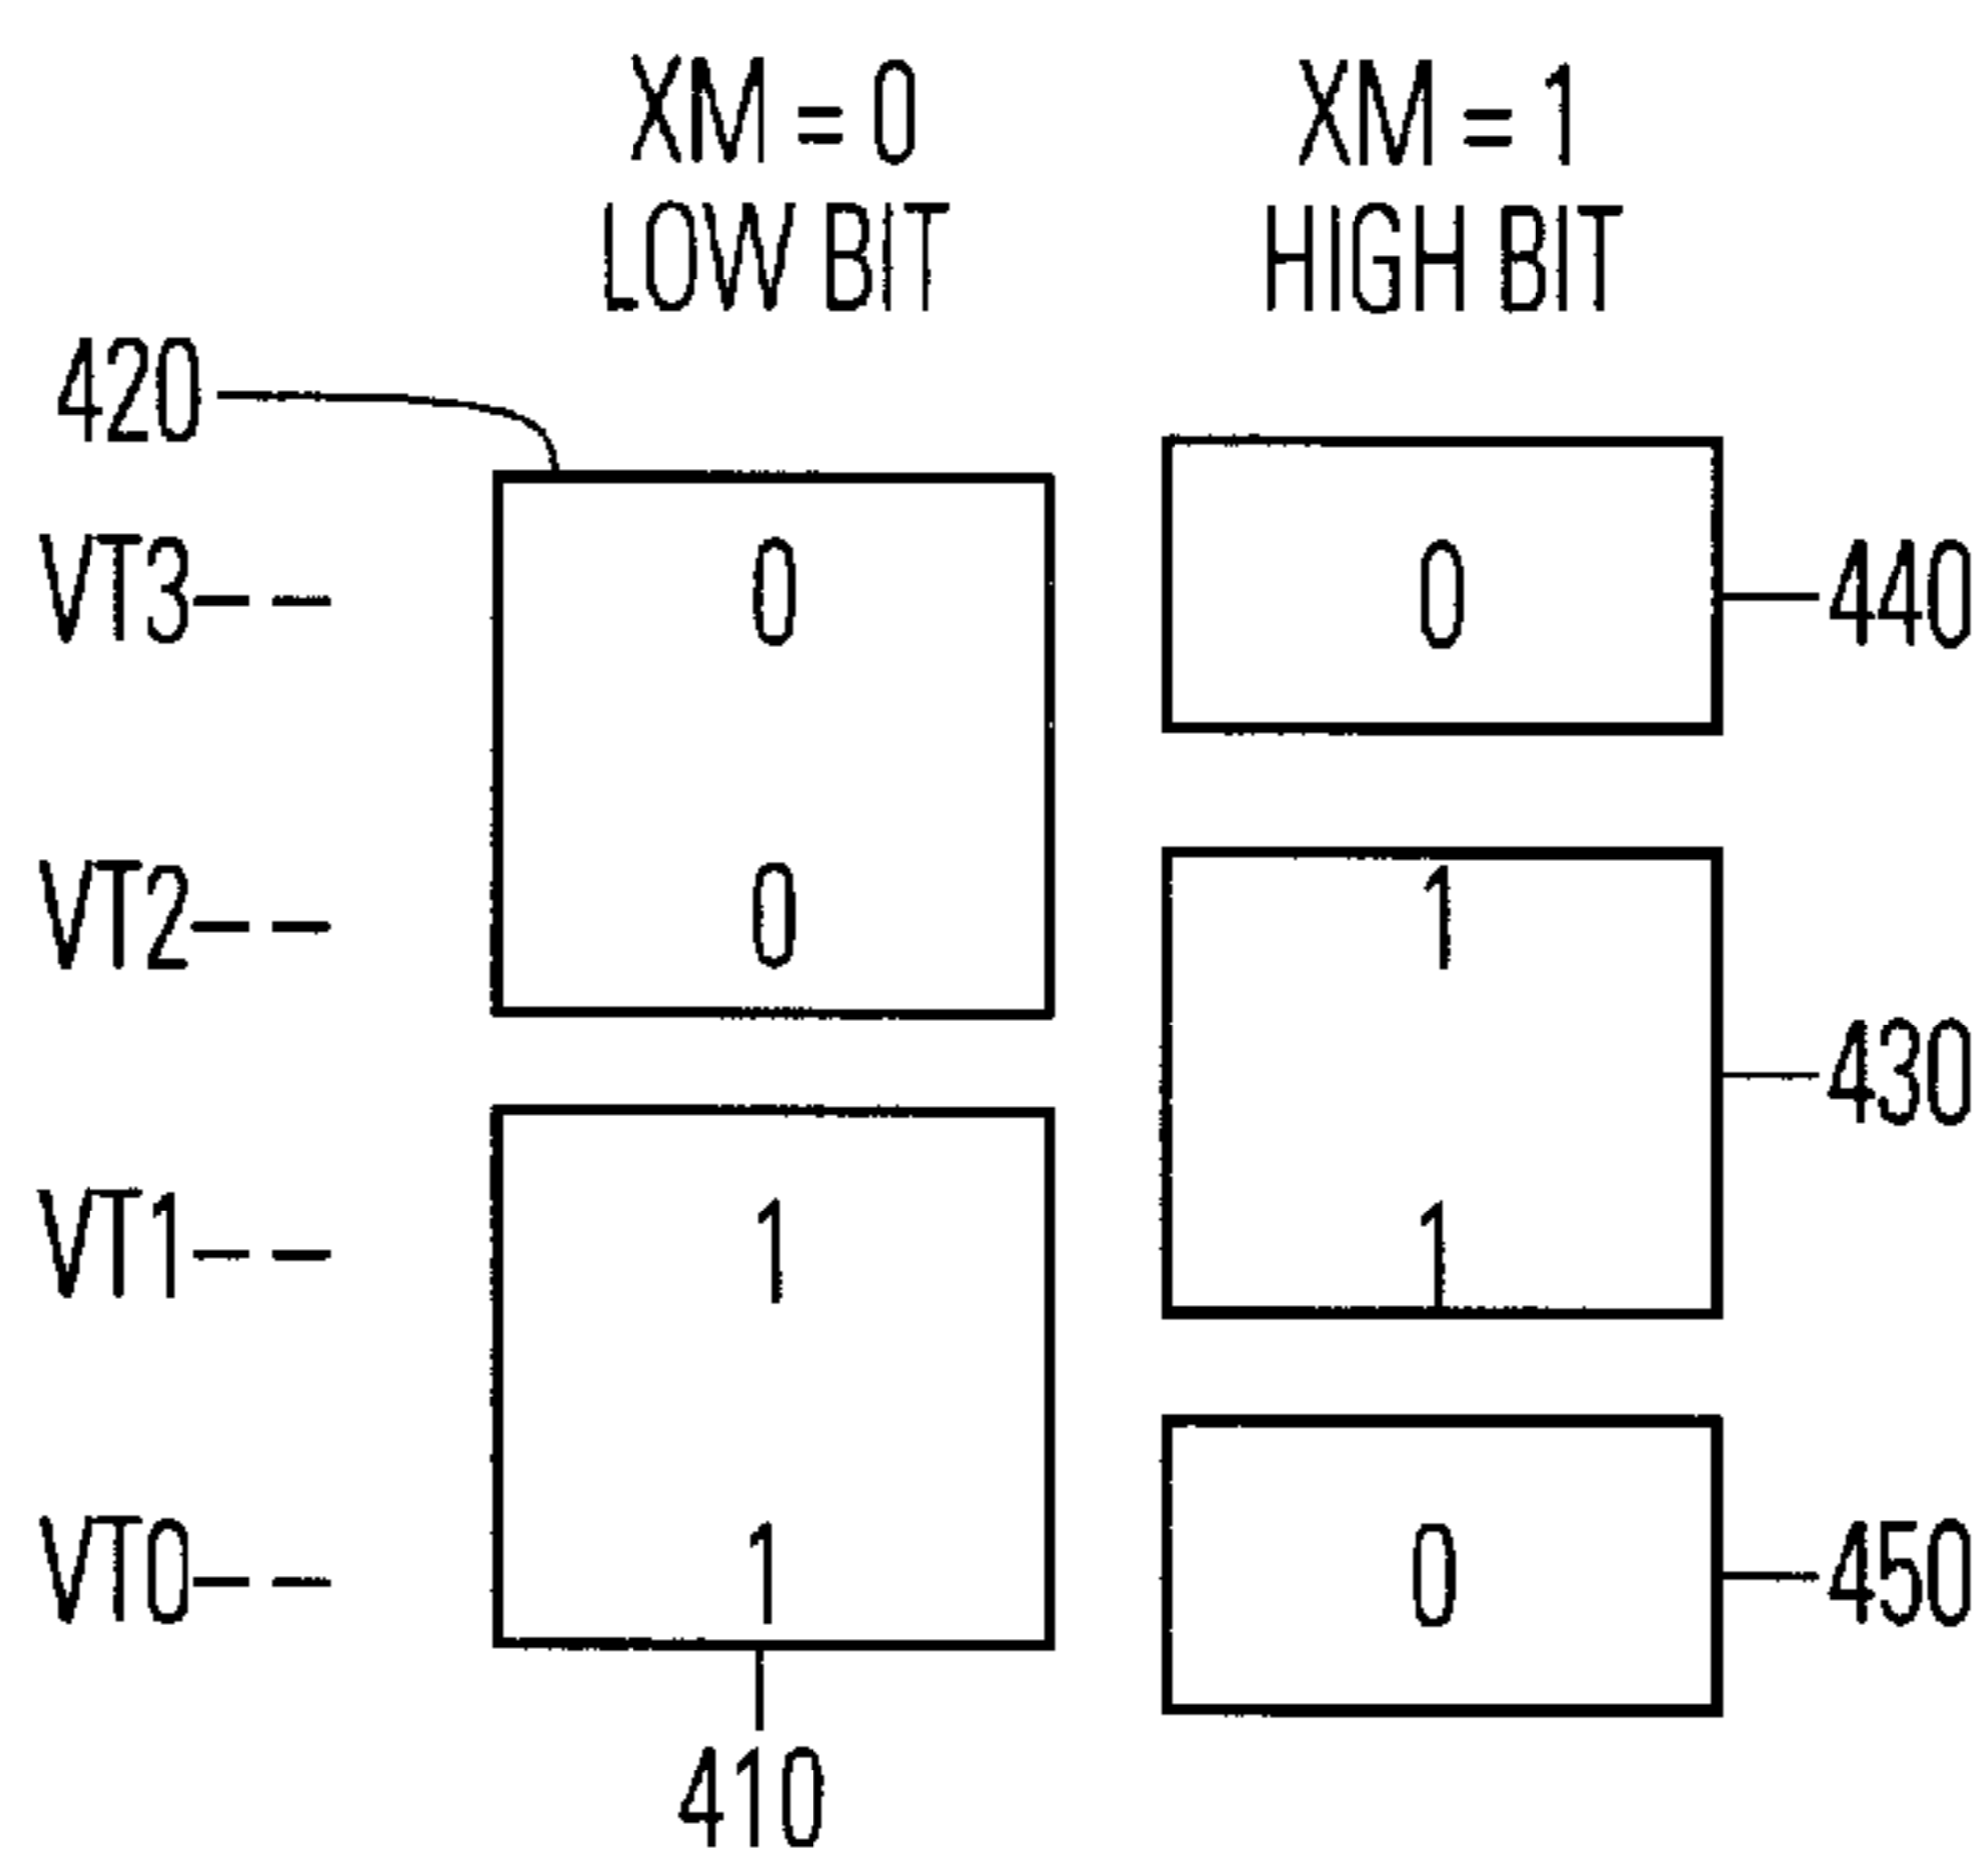 XM = 0 XM = 1
LOW BIT HIGH BIT
420
VT3 0 0 440
VT2 0 1
430
VT1 1 1
VT0 1 0 450
410